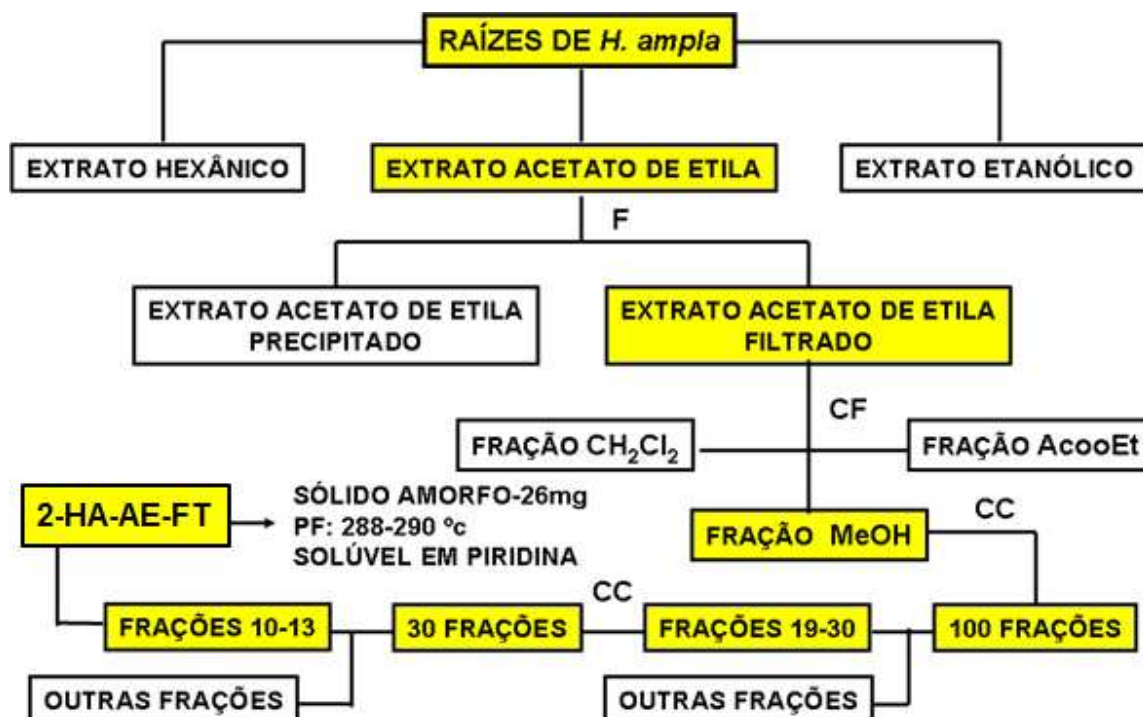 RAÍZES DE H. ampla
EXTRATO HEXÂNICO
EXTRATO ACETATO DE ETILA
EXTRATO ETANÓLICO
F
EXTRATO ACETATO DE ETILA
PRECIPITADO
EXTRATO ACETATO DE ETILA
FILTRADO
CF
FRAÇÃO CH₂Cl₂
FRAÇÃO AcooEt
2-HA-AE-FT
SÓLIDO AMORFO-26mg
PF: 288-290 ºc
SOLÚVEL EM PIRIDINA
FRAÇÃO MeOH
CC
CC
FRAÇÕES 10-13
30 FRAÇÕES
FRAÇÕES 19-30
100 FRAÇÕES
OUTRAS FRAÇÕES
OUTRAS FRAÇÕES